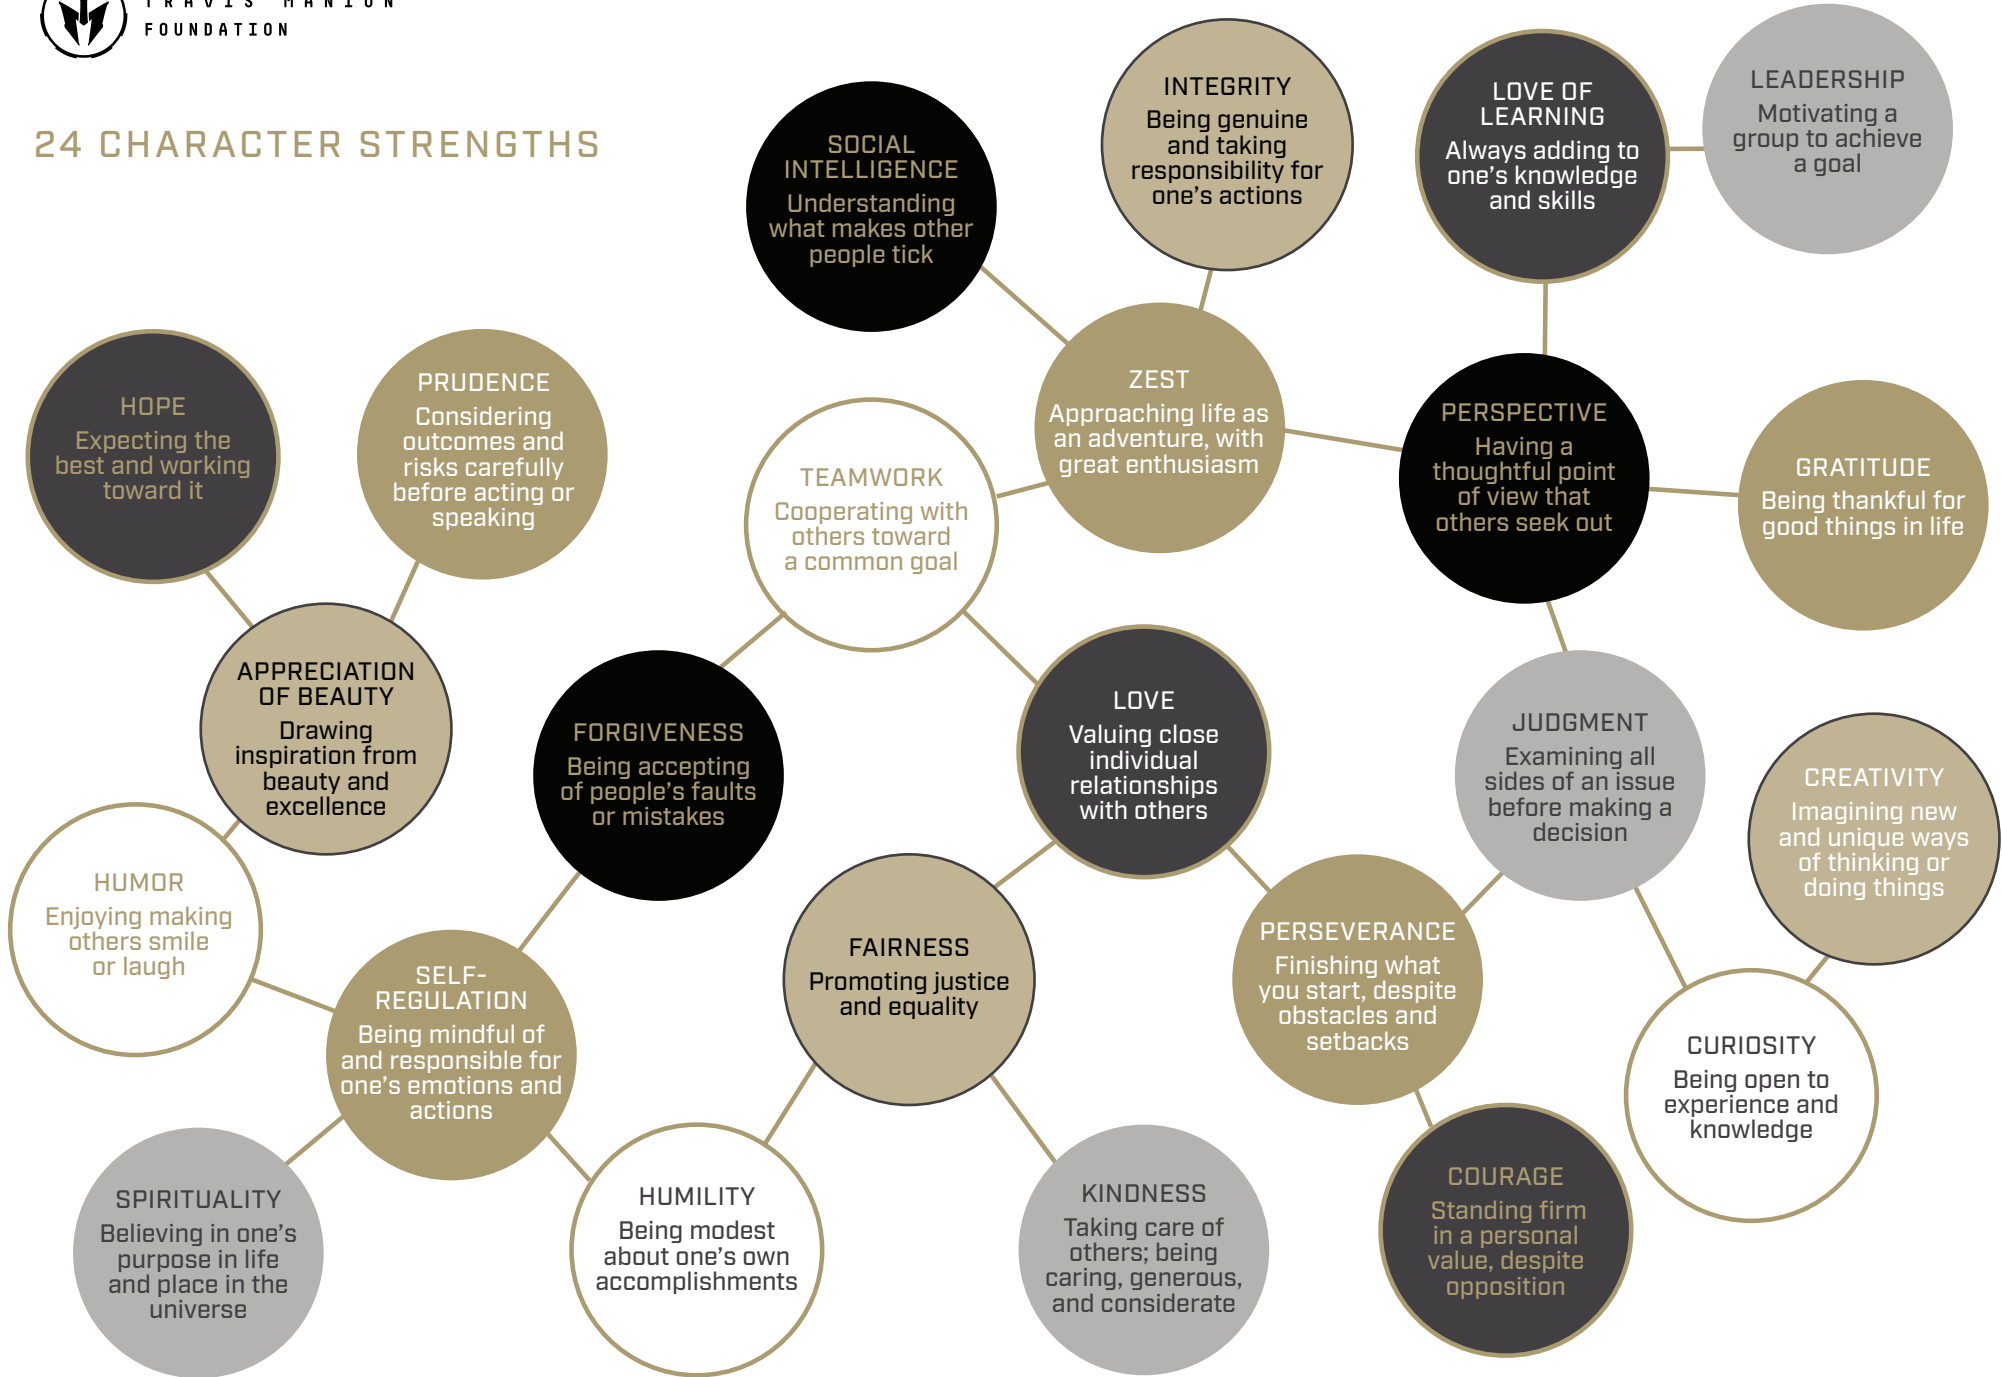 TRAVIS MANION
FOUNDATION
24 CHARACTER STRENGTHS
SOCIAL
INTELLIGENCE
Understanding
what makes other
people tick
INTEGRITY
Being genuine
and taking
responsibility for
one's actions
LOVE OF
LEARNING
Always adding to
one's knowledge
and skills
LEADERSHIP
Motivating a
group to achieve
a goal
HOPE
Expecting the
best and working
toward it
PRUDENCE
Considering
outcomes and
risks carefully
before acting or
speaking
TEAMWORK
Cooperating with
others toward
a common goal
ZEST
Approaching life as
an adventure, with
great enthusiasm
PERSPECTIVE
Having a
thoughtful point
of view that
others seek out
GRATITUDE
Being thankful for
good things in life
APPRECIATION
OF BEAUTY
Drawing
inspiration from
beauty and
excellence
FORGIVENESS
Being accepting
of people's faults
or mistakes
LOVE
Valuing close
individual
relationships
with others
JUDGMENT
Examining all
sides of an issue
before making a
decision
CREATIVITY
Imagining new
and unique ways
of thinking or
doing things
HUMOR
Enjoying making
others smile
or laugh
SELF-
REGULATION
Being mindful of
and responsible for
one's emotions and
actions
FAIRNESS
Promoting justice
and equality
PERSEVERANCE
Finishing what
you start, despite
obstacles and
setbacks
CURIOSITY
Being open to
experience and
knowledge
SPIRITUALITY
Believing in one's
purpose in life
and place in the
universe
HUMILITY
Being modest
about one's own
accomplishments
KINDNESS
Taking care of
others; being
caring, generous,
and considerate
COURAGE
Standing firm
in a personal
value, despite
opposition